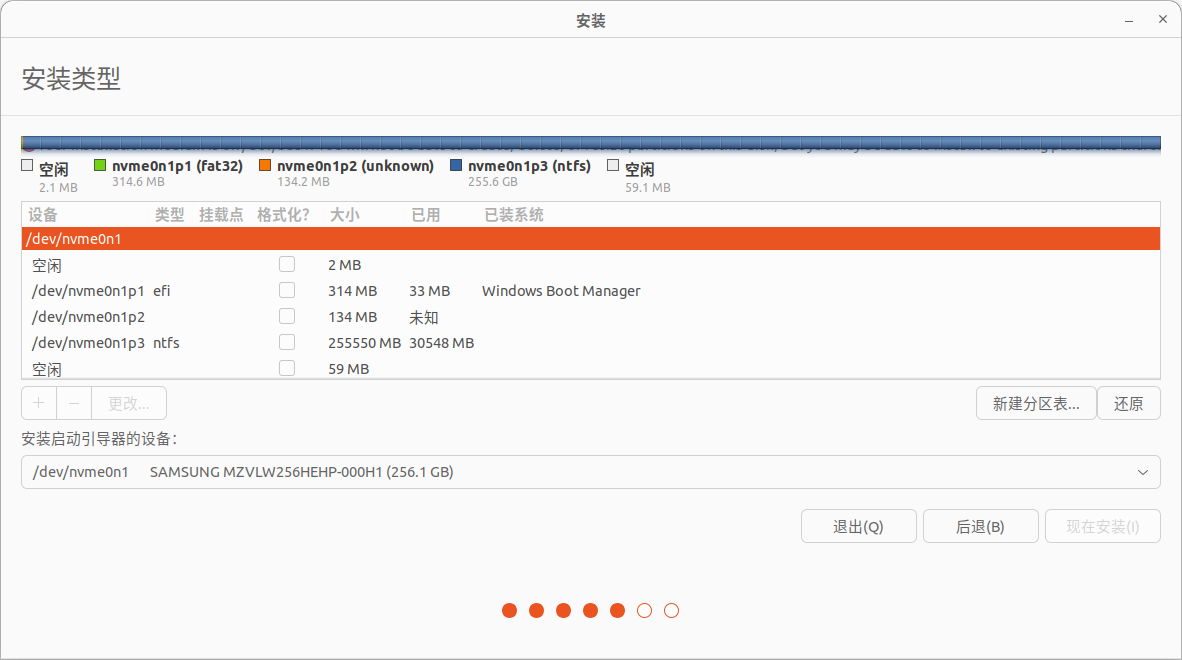 安装
安装类型
空闲 nvme0n1p1 (fat32) nvme0n1p2 (unknown) nvme0n1p3 (ntfs) 空闲
2.1 MB 314.6 MB 134.2 MB 255.6 GB 59.1 MB
设备 类型 挂载点 格式化? 大小 已用 已装系统
/dev/nvme0n1
空闲 2 MB
/dev/nvme0n1p1 efi 314 MB 33 MB Windows Boot Manager
/dev/nvme0n1p2 134 MB 未知
/dev/nvme0n1p3 ntfs 255550 MB 30548 MB
空闲 59 MB
+ − 更改... 新建分区表... 还原
安装启动引导器的设备:
/dev/nvme0n1 SAMSUNG MZVLW256HEHP-000H1 (256.1 GB)
退出(Q) 后退(B) 现在安装(I)